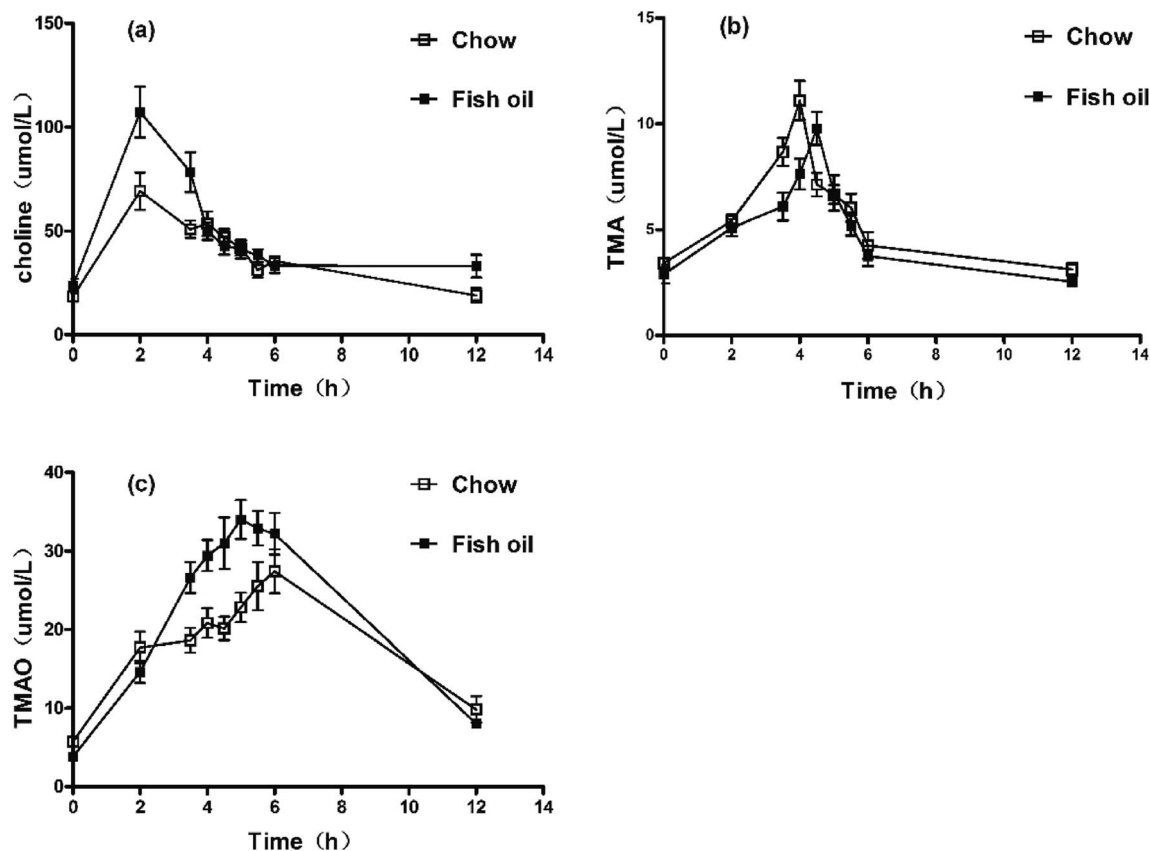 (a)
Chow
Fish oil
choline (umol/L)
150
100
50
0
0 2 4 6 8 10 12 14
Time (h)
(b)
Chow
Fish oil
TMA (umol/L)
15
10
5
0
0 2 4 6 8 10 12 14
Time (h)
(c)
Chow
Fish oil
TMAO (umol/L)
40
30
20
10
0
0 2 4 6 8 10 12 14
Time (h)